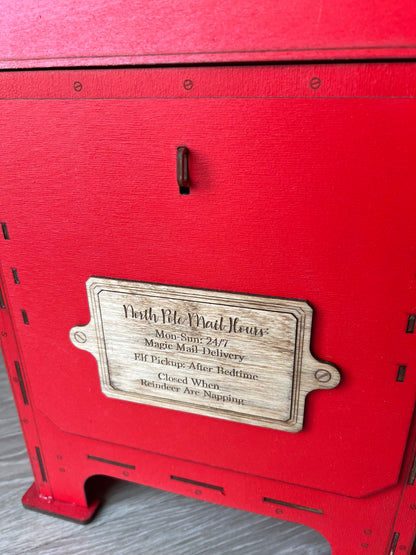 North Pole Mail Hours:
Mon-Sun: 24/7
Magic Mail Delivery
Elf Pickup: After Bedtime
Closed When
Reindeer Are Napping